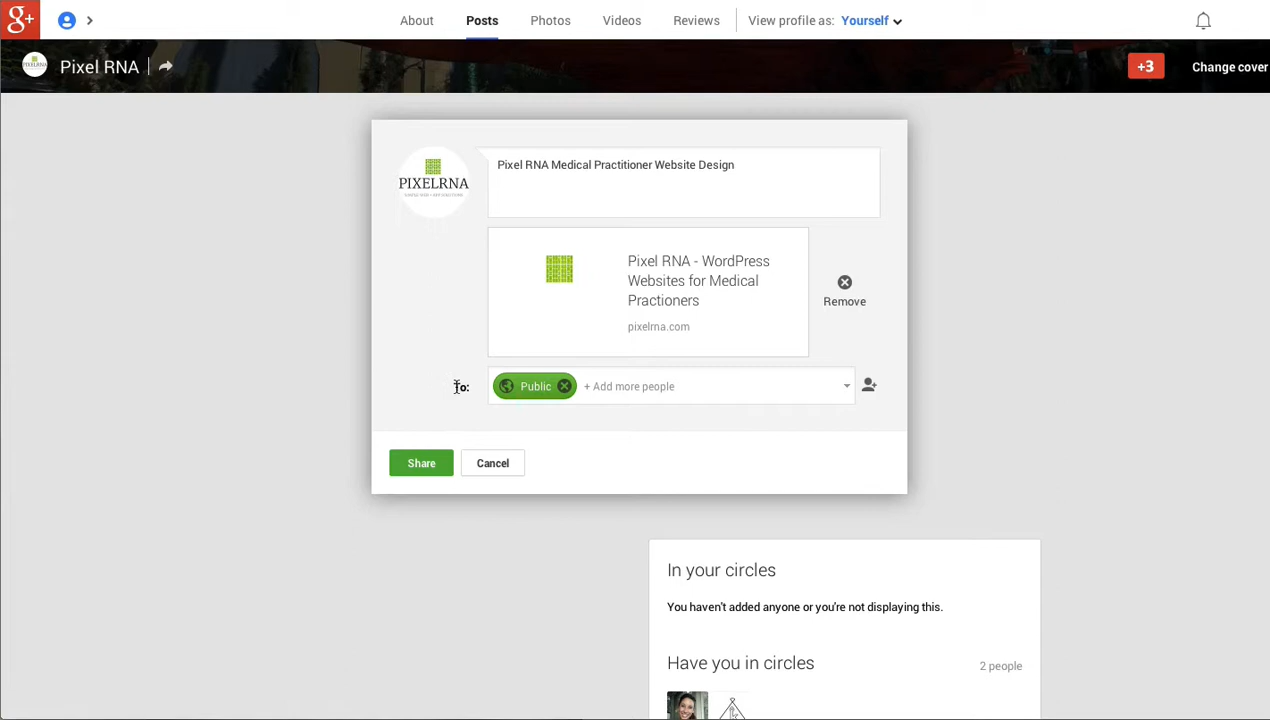 g+ About Posts Photos Videos Reviews View profile as: Yourself
Pixel RNA +3 Change cover
Pixel RNA Medical Practitioner Website Design
PIXELRNA
Pixel RNA - WordPress
Websites for Medical
Practioners
pixelrna.com
Remove
To: Public + Add more people
Share Cancel
In your circles
You haven't added anyone or you're not displaying this.
Have you in circles 2 people